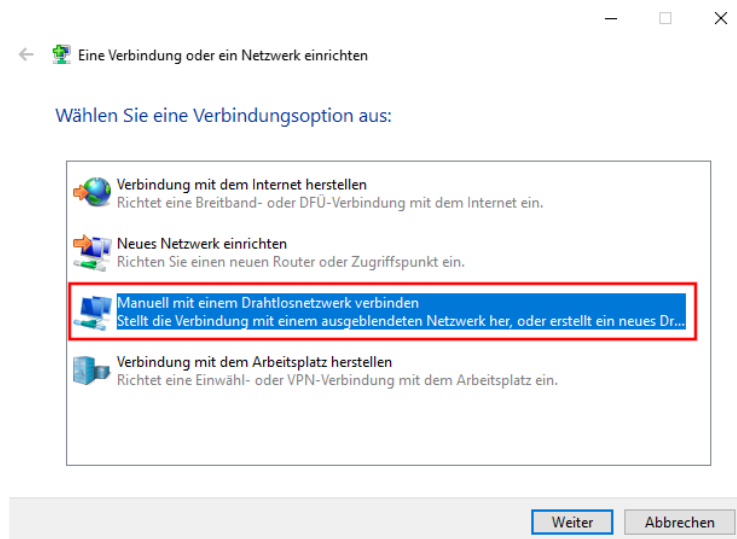 Eine Verbindung oder ein Netzwerk einrichten
Wählen Sie eine Verbindungsoption aus:
Verbindung mit dem Internet herstellen
Richtet eine Breitband- oder DFÜ-Verbindung mit dem Internet ein.
Neues Netzwerk einrichten
Richten Sie einen neuen Router oder Zugriffspunkt ein.
Manuell mit einem Drahtlosnetzwerk verbinden
Stellt die Verbindung mit einem ausgeblendeten Netzwerk her, oder erstellt ein neues Dr...
Verbindung mit dem Arbeitsplatz herstellen
Richtet eine Einwähl- oder VPN-Verbindung mit dem Arbeitsplatz ein.
Weiter
Abbrechen